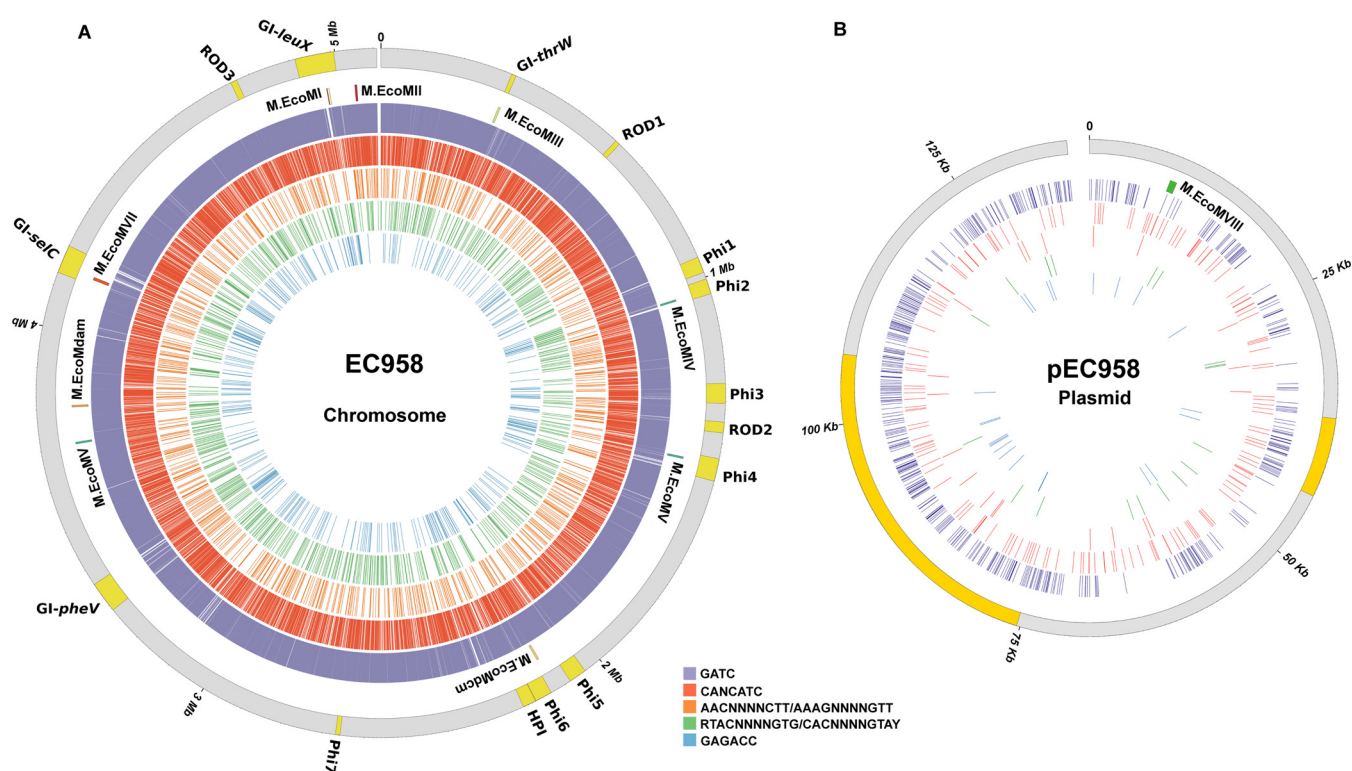 A
GI-leuX
5 Mb
0
GI-thrW
ROD3
M.EcoMI
M.EcoMII
M.EcoMIII
ROD1
GI-selC
M.EcoMVII
Phi1
1 Mb
Phi2
M.EcoMIV
4 Mb
M.EcoMdam
EC958
Chromosome
Phi3
ROD2
M.EcoMV
M.EcoMV
Phi4
GI-pheV
M.EcoMdcm
2 Mb
Phi5
Phi6
HPI
3 Mb
Phi7
GATC
CANCATC
AACNNNNCTT/AAAGNNNNGTT
RTACNNNNGTG/CACNNNNGTAY
GAGACC
B
0
125 Kb
M.EcoMVIII
25 Kb
pEC958
Plasmid
100 Kb
50 Kb
75 Kb